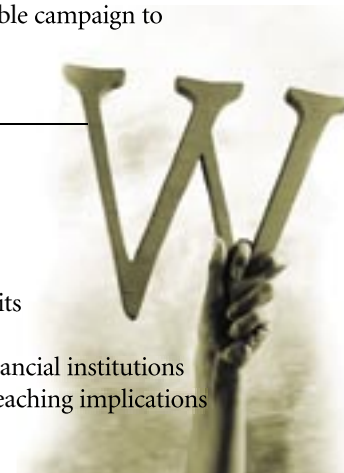 ble campaign to
W
its
ancial institutions
eaching implications